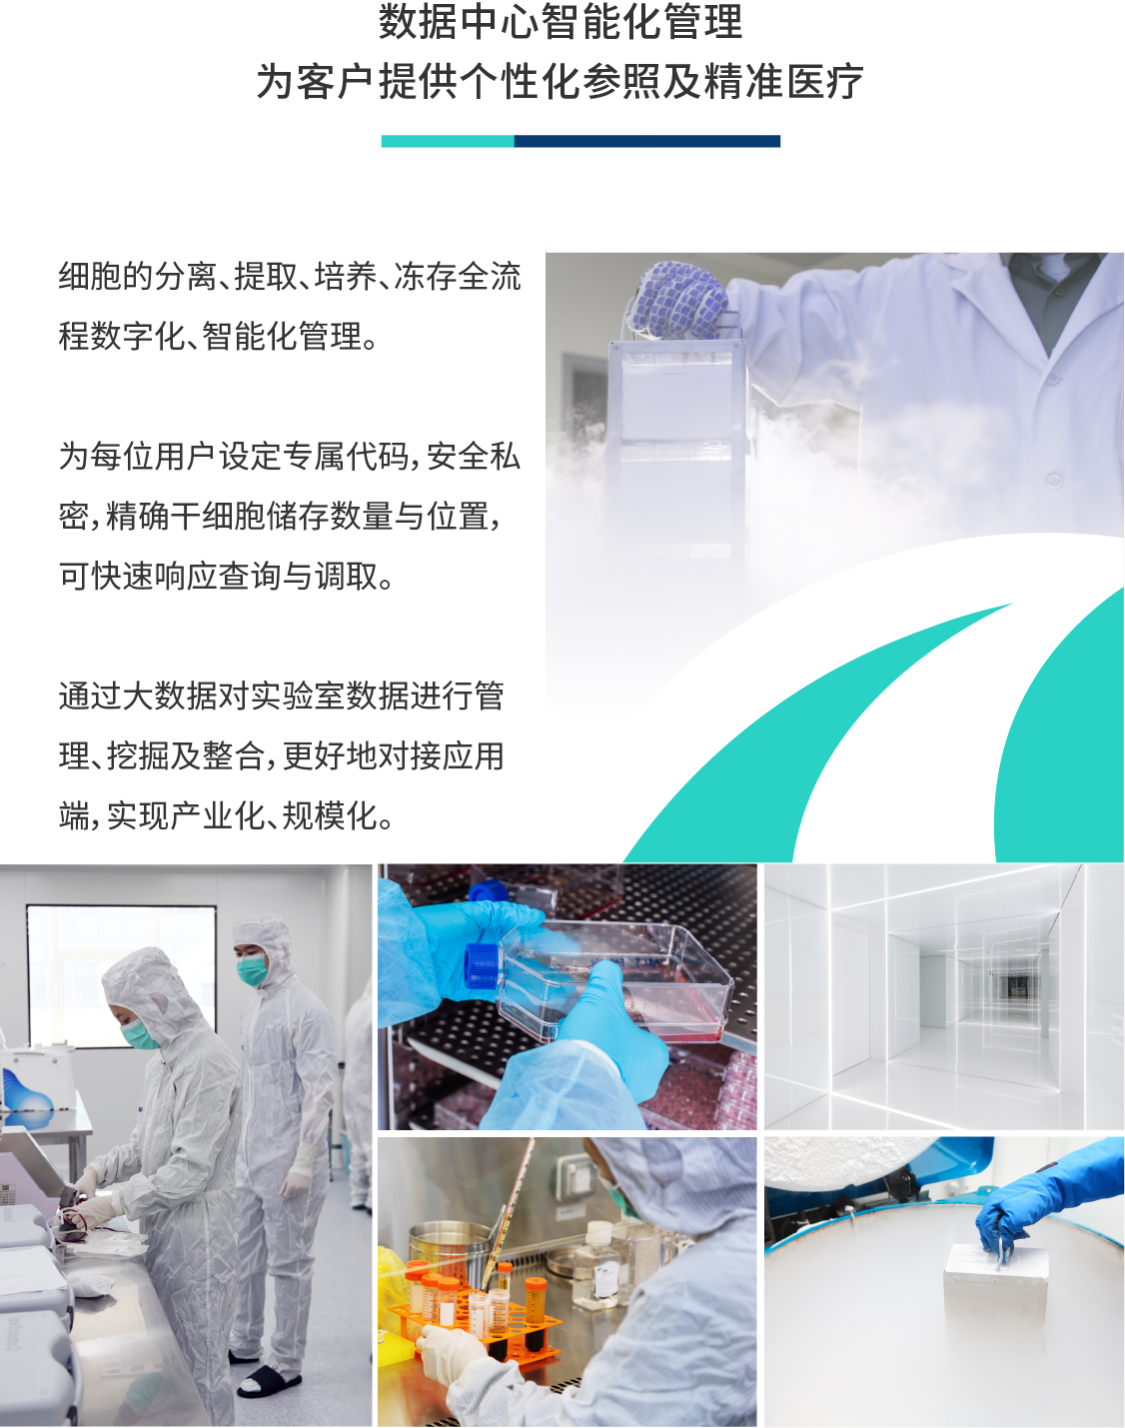 数据中心智能化管理
为客户提供个性化参照及精准医疗
细胞的分离、提取、培养、冻存全流
程数字化、智能化管理。
为每位用户设定专属代码，安全私
密，精确干细胞储存数量与位置，
可快速响应查询与调取。
通过大数据对实验室数据进行管
理、挖掘及整合，更好地对接应用
端，实现产业化、规模化。